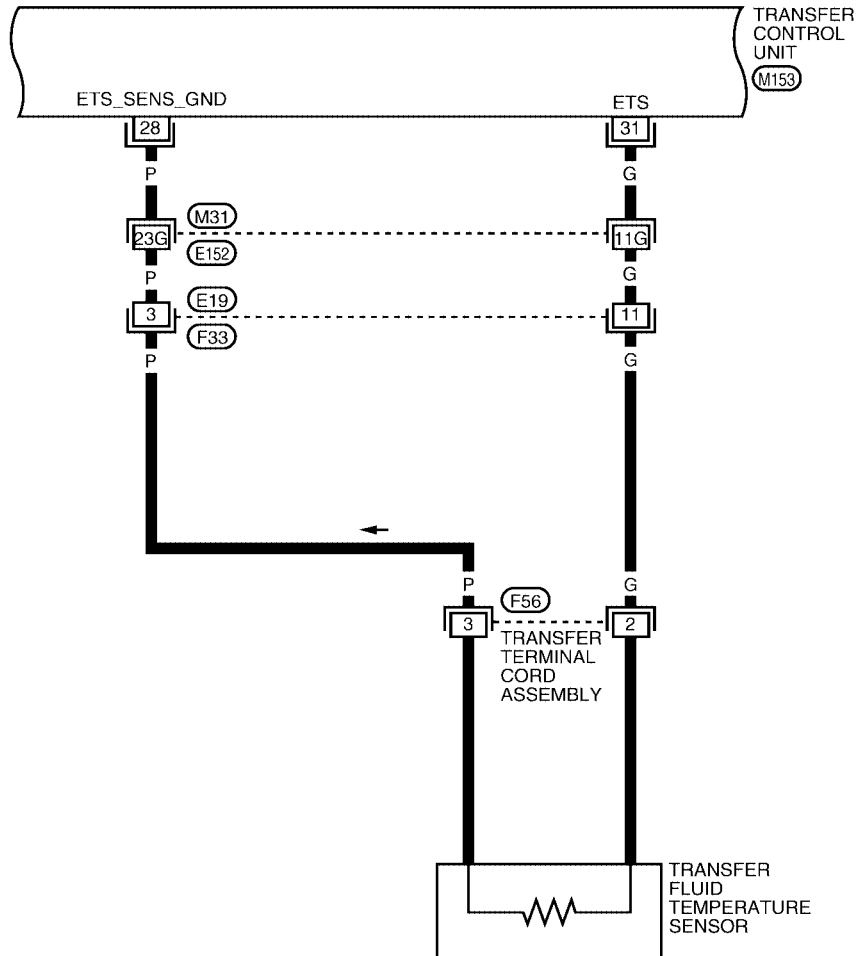 TRANSFER
CONTROL
UNIT
M153
ETS_SENS_GND
ETS
28
31
P
G
M31
23G
11G
E152
P
G
E19
3
11
F33
P
G
P
G
F56
3
2
TRANSFER
TERMINAL
CORD
ASSEMBLY
TRANSFER
FLUID
TEMPERATURE
SENSOR